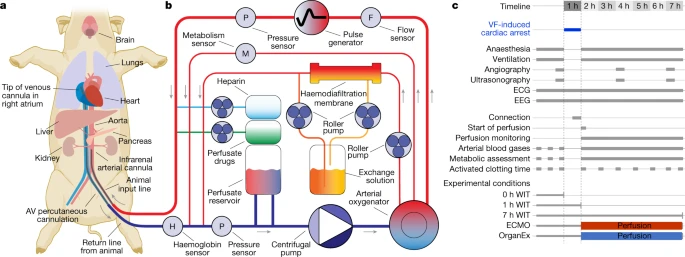 a
Brain
Lungs
Tip of venous
cannula in
right atrium
Heart
Liver
Aorta
Pancreas
Kidney
Infrarenal
arterial cannula
Animal
input line
AV percutaneous
cannulation
Return line
from animal
b
P
Pressure
sensor
Pulse
generator
F
Flow
sensor
Metabolism
sensor
M
Heparin
Haemodiafiltration
membrane
Perfusate
drugs
Roller
pump
Roller
pump
Perfusate
reservoir
Exchange
solution
Arterial
oxygenator
H
Haemoglobin
sensor
P
Pressure
sensor
Centrifugal
pump
c
Timeline
1 h
2 h
3 h
4 h
5 h
6 h
7 h
VF-induced
cardiac arrest
Anaesthesia
Ventilation
Angiography
Ultrasonography
ECG
EEG
Connection
Start of perfusion
Perfusion monitoring
Arterial blood gases
Metabolic assessment
Activated clotting time
Experimental conditions
0 h WIT
1 h WIT
7 h WIT
ECMO
Perfusion
OrganEx
Perfusion